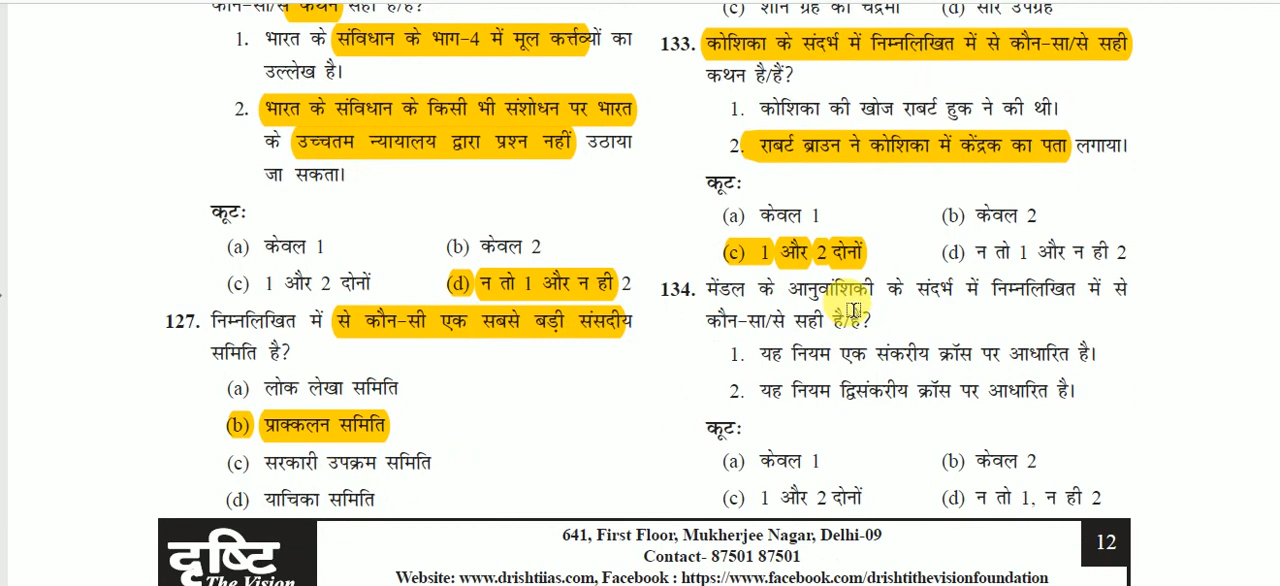 कौन-सा/से कथन सही है/हैं?
1. भारत के संविधान के भाग-4 में मूल कर्त्तव्यों का
उल्लेख है।
2. भारत के संविधान के किसी भी संशोधन पर भारत
के उच्चतम न्यायालय द्वारा प्रश्न नहीं उठाया
जा सकता।
कूटः
(a) केवल 1 (b) केवल 2
(c) 1 और 2 दोनों (d) न तो 1 और न ही 2
127. निम्नलिखित में से कौन-सी एक सबसे बड़ी संसदीय
समिति है?
(a) लोक लेखा समिति
(b) प्राक्कलन समिति
(c) सरकारी उपक्रम समिति
(d) याचिका समिति
(c) शनि ग्रह का चंद्रमा (d) सौर उपग्रह
133. कोशिका के संदर्भ में निम्नलिखित में से कौन-सा/से सही
कथन है/हैं?
1. कोशिका की खोज राबर्ट हुक ने की थी।
2. राबर्ट ब्राउन ने कोशिका में केंद्रक का पता लगाया।
कूटः
(a) केवल 1 (b) केवल 2
(c) 1 और 2 दोनों (d) न तो 1 और न ही 2
134. मेंडल के आनुवांशिकी के संदर्भ में निम्नलिखित में से
कौन-सा/से सही है/हैं?
1. यह नियम एक संकरीय क्रॉस पर आधारित है।
2. यह नियम द्विसंकरीय क्रॉस पर आधारित है।
कूटः
(a) केवल 1 (b) केवल 2
(c) 1 और 2 दोनों (d) न तो 1, न ही 2
दृष्टि
The Vision
641, First Floor, Mukherjee Nagar, Delhi-09
Contact- 87501 87501
Website: www.drishtiias.com, Facebook : https://www.facebook.com/drishtithevisionfoundation
12